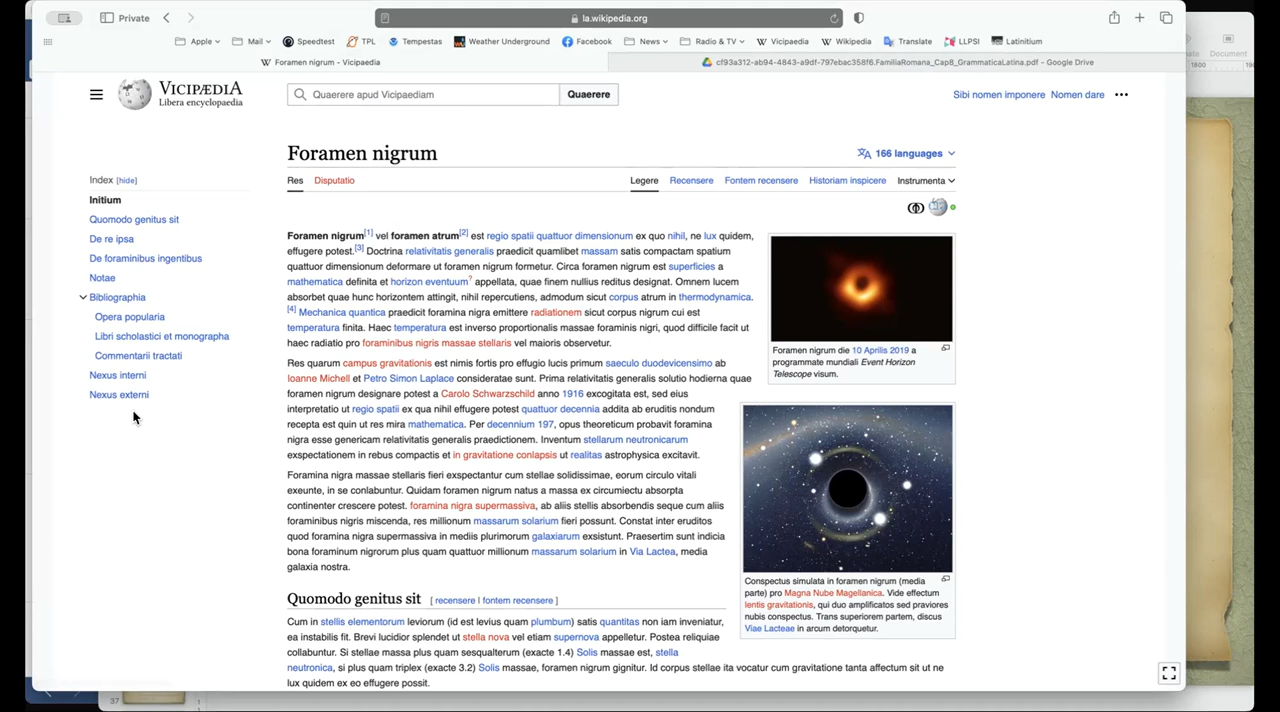 Private
la.wikipedia.org
Apple
Mail
Speedtest
TPL
Tempestas
Weather Underground
Facebook
News
Radio & TV
Vicipaedia
Wikipedia
Translate
LLPSI
Latinitium
Foramen nigrum - Vicipaedia
cf93a312-ab94-4843-a9df-797ebac358f6.FamiliaRomana_Cap8_GrammaticaLatina.pdf - Google Drive
Document
1800
VICIPÆDIA
Libera encyclopaedia
Quaerere apud Vicipaediam
Quaerere
Sibi nomen imponere Nomen dare
Foramen nigrum
166 languages
Res Disputatio
Legere Recensere Fontem recensere Historiam inspicere Instrumenta
Index [hide]
Initium
Quomodo genitus sit
De re ipsa
De foraminibus ingentibus
Notae
Bibliographia
Opera popularia
Libri scholastici et monographa
Commentarii tractati
Nexus interni
Nexus externi
Foramen nigrum[1] vel foramen atrum[2] est regio spatii quattuor dimensionum ex quo nihil, ne lux quidem,
effugere potest.[3] Doctrina relativitatis generalis praedicit quamlibet massam satis compactam spatium
quattuor dimensionum deformare ut foramen nigrum formetur. Circa foramen nigrum est superficies a
mathematica definita et horizon eventuum? appellata, quae finem nullius reditus designat. Omnem lucem
absorbet quae hunc horizontem attingit, nihil repercutiens, admodum sicut corpus atrum in thermodynamica.
[4] Mechanica quantica praedicit foramina nigra emittere radiationem sicut corpus nigrum cui est
temperatura finita. Haec temperatura est inverso proportionalis massae foraminis nigri, quod difficile facit ut
haec radiatio pro foraminibus nigris massae stellaris vel maioris observetur.
Res quarum campus gravitationis est nimis fortis pro effugio lucis primum saeculo duodevicensimo ab
Ioanne Michell et Petro Simon Laplace consideratae sunt. Prima relativitatis generalis solutio hodierna quae
foramen nigrum designare potest a Carolo Schwarzschild anno 1916 excogitata est, sed eius
interpretatio ut regio spatii ex qua nihil effugere potest quattuor decennia addita ab eruditis nondum
recepta est quin ut res mira mathematica. Per decennium 197, opus theoreticum probavit foramina
nigra esse genericam relativitatis generalis praedictionem. Inventum stellarum neutronicarum
exspectationem in rebus compactis et in gravitatione conlapsis ut realitas astrophysica excitavit.
Foramina nigra massae stellaris fieri exspectantur cum stellae solidissimae, eorum circulo vitali
exeunte, in se conlabuntur. Quidam foramen nigrum natus a massa ex circumiectu absorpta
continenter crescere potest. foramina nigra supermassiva, ab aliis stellis absorbendis seque cum aliis
foraminibus nigris miscenda, res millionum massarum solarium fieri possunt. Constat inter eruditos
quod foramina nigra supermassiva in mediis plurimorum galaxiarum exsistunt. Praesertim sunt indicia
bona foraminum nigrorum plus quam quattuor millionum massarum solarium in Via Lactea, media
galaxia nostra.
Foramen nigrum die 10 Aprilis 2019 a
programmate mundiali Event Horizon
Telescope visum.
Conspectus simulata in foramen nigrum (media
parte) pro Magna Nube Magellanica. Vide effectum
lentis gravitationis, qui duo amplificatos sed praviores
nubis conspectus. Trans superiorem partem, discus
Viae Lacteae in arcum detorquetur.
Quomodo genitus sit [ recensere | fontem recensere ]
Cum in stellis elementorum leviorum (id est levius quam plumbum) satis quantitas non iam inveniatur,
ea instabilis fit. Brevi lucidior splendet ut stella nova vel etiam supernova appelletur. Postea reliquiae
collabuntur. Si stellae massa plus quam sesqualterum (exacte 1.4) Solis massae est, stella
neutronica, si plus quam triplex (exacte 3.2) Solis massae, foramen nigrum gignitur. Id corpus stellae ita vocatur cum gravitatione tanta affectum sit ut ne
lux quidem ex eo effugere possit.
37